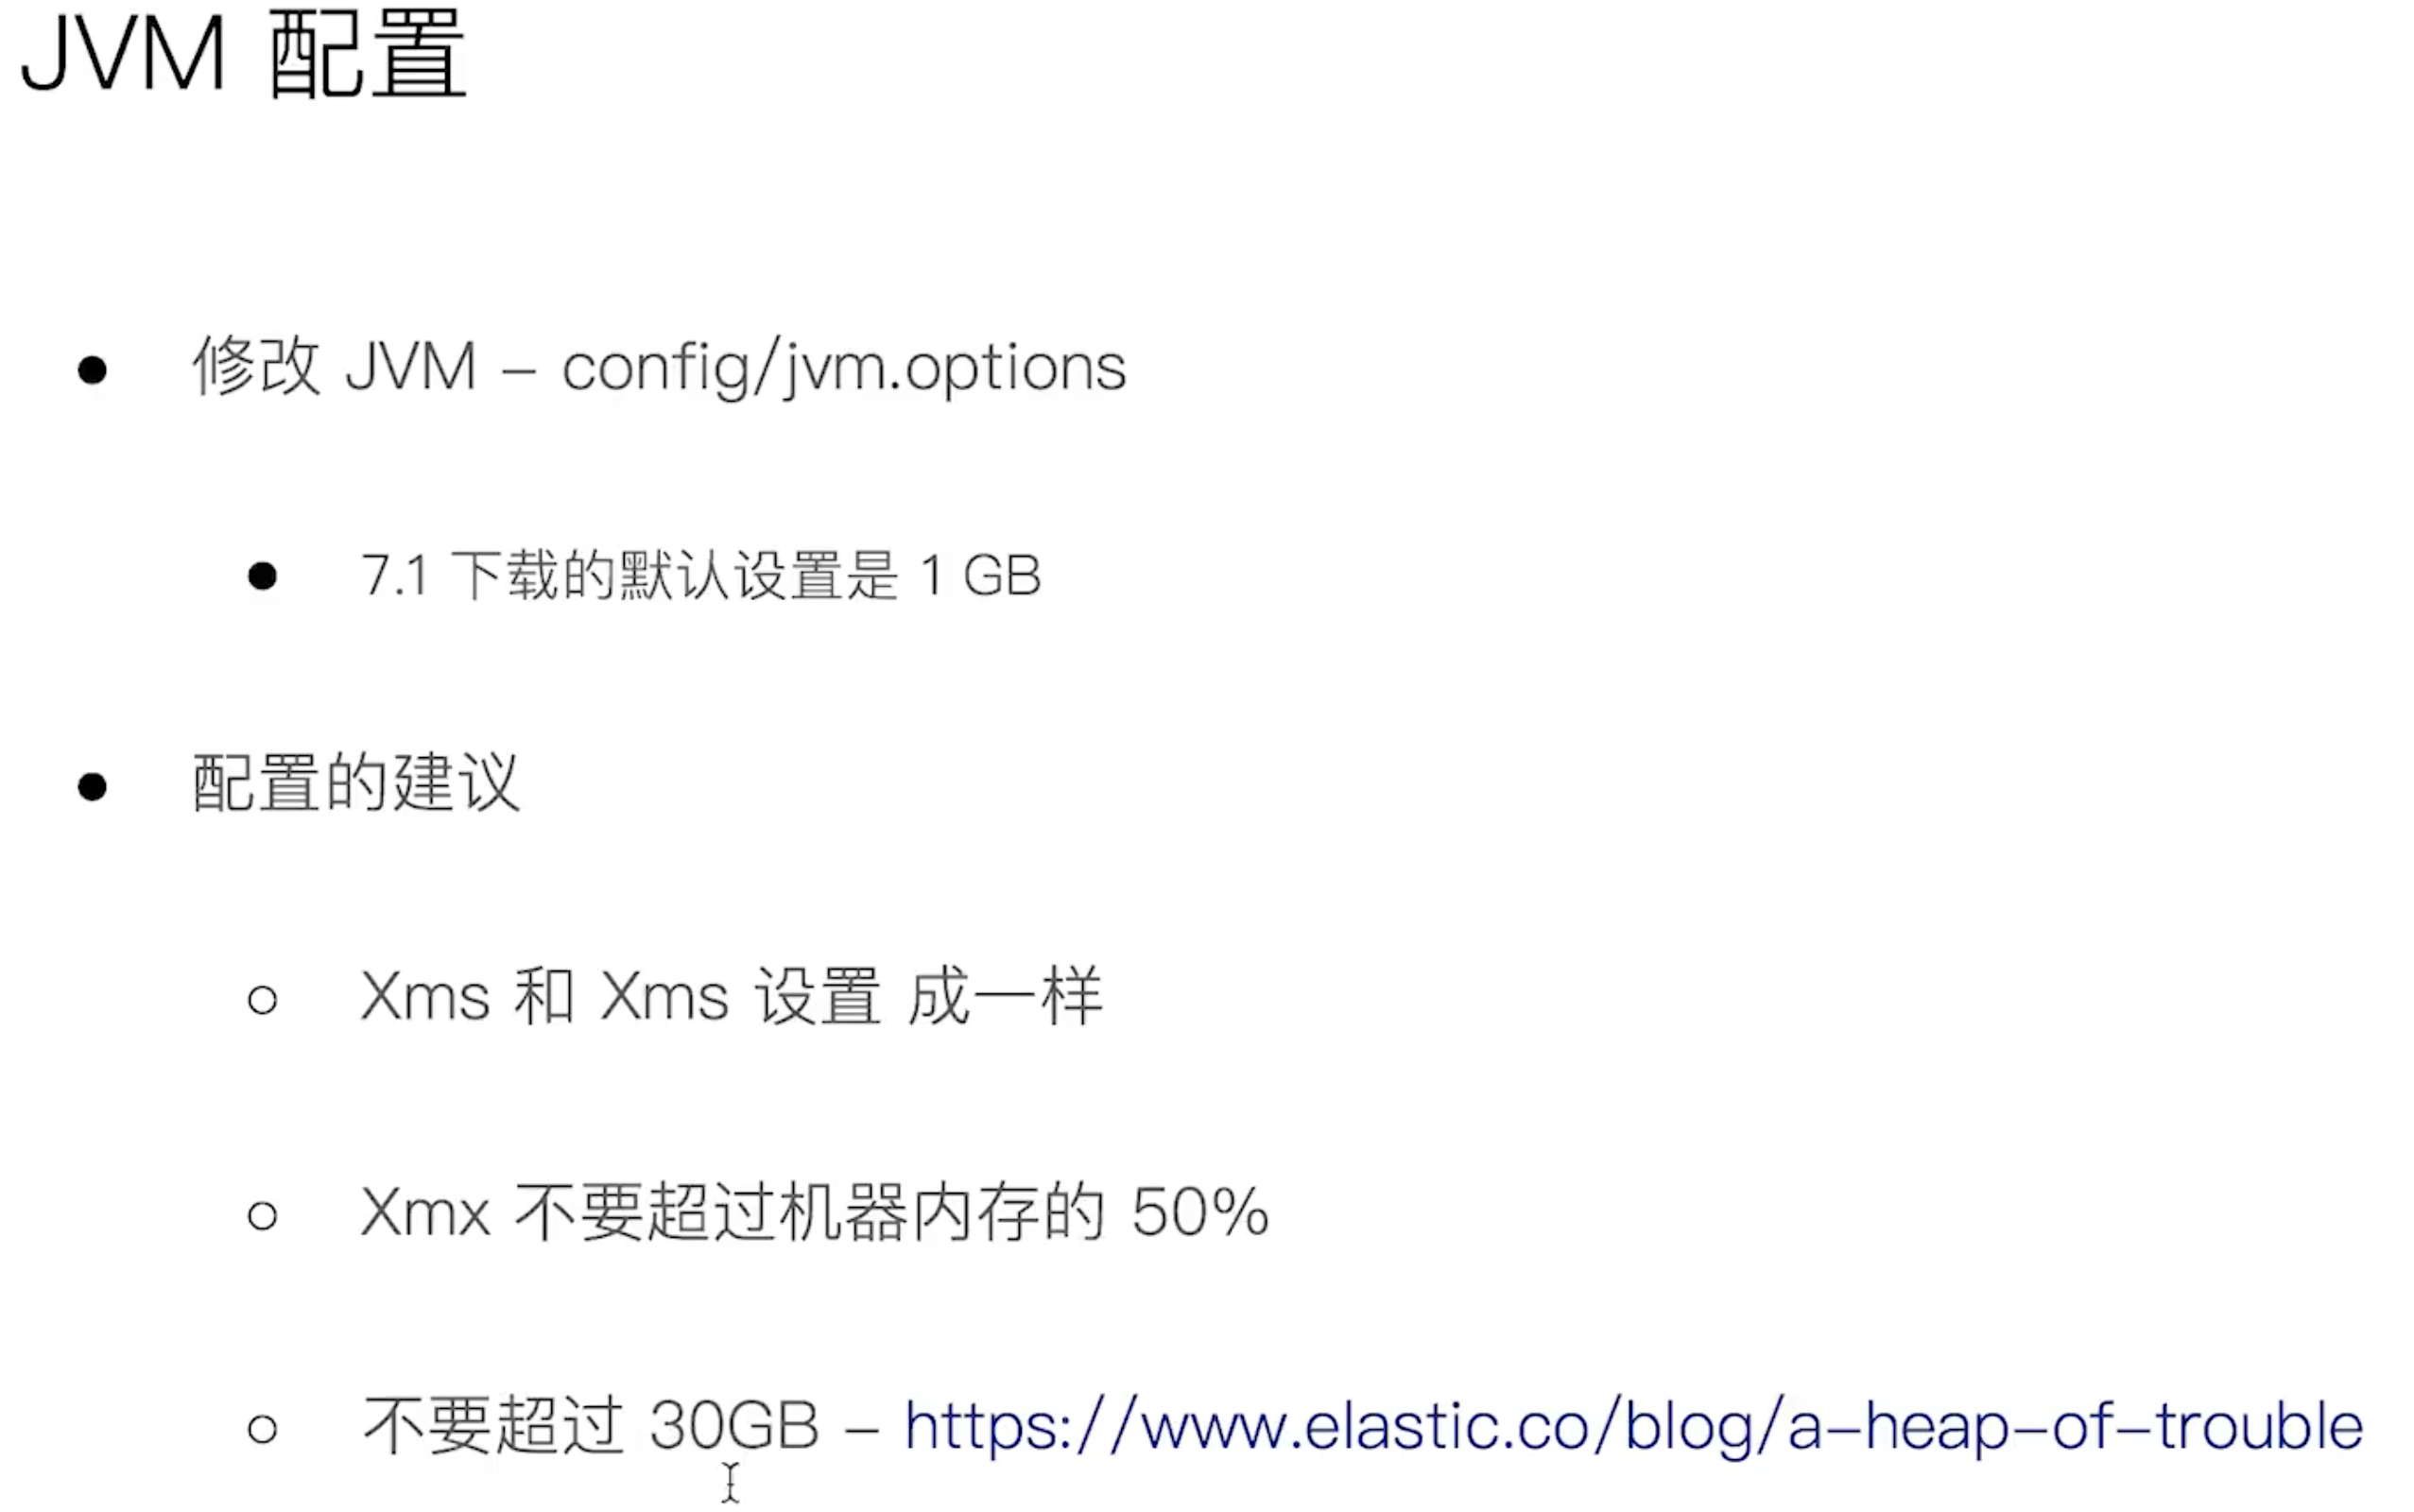 JVM 配置
修改 JVM – config/jvm.options
7.1 下载的默认设置是 1 GB
配置的建议
Xms 和 Xms 设置 成一样
Xmx 不要超过机器内存的 50%
不要超过 30GB – https://www.elastic.co/blog/a-heap-of-trouble